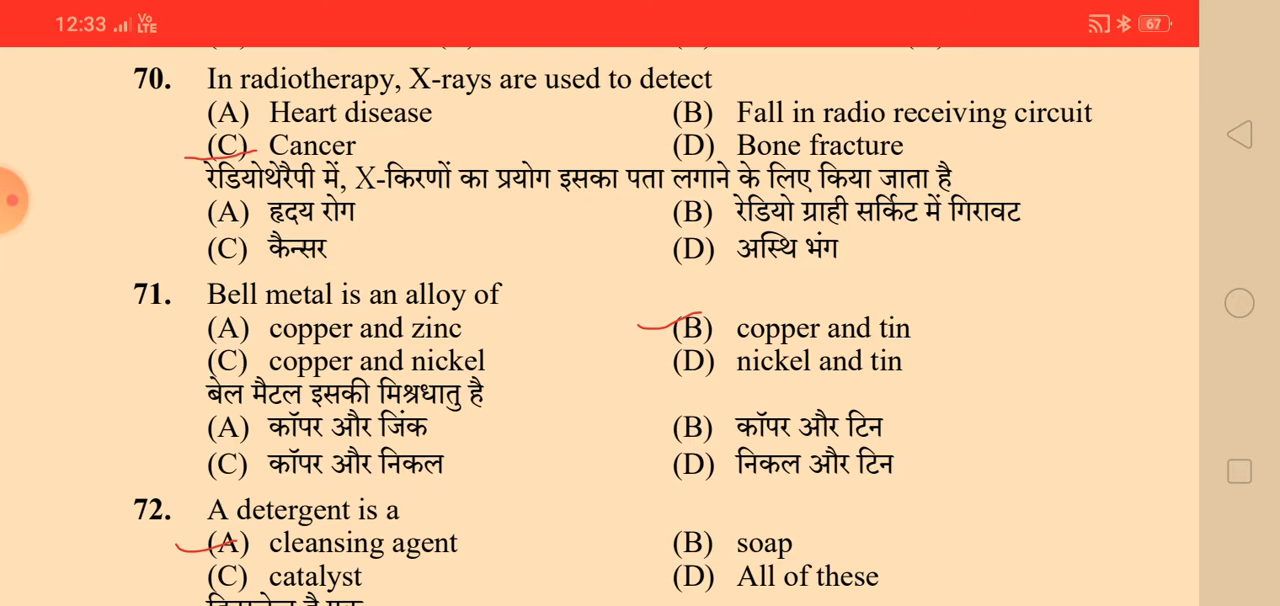 12:33 Vo LTE 67
70. In radiotherapy, X-rays are used to detect
(A) Heart disease (B) Fall in radio receiving circuit
(C) Cancer (D) Bone fracture
रेडियोथेरैपी में, X-किरणों का प्रयोग इसका पता लगाने के लिए किया जाता है
(A) हृदय रोग (B) रेडियो ग्राही सर्किट में गिरावट
(C) कैन्सर (D) अस्थि भंग
71. Bell metal is an alloy of
(A) copper and zinc (B) copper and tin
(C) copper and nickel (D) nickel and tin
बेल मैटल इसकी मिश्रधातु है
(A) कॉपर और जिंक (B) कॉपर और टिन
(C) कॉपर और निकल (D) निकल और टिन
72. A detergent is a
(A) cleansing agent (B) soap
(C) catalyst (D) All of these